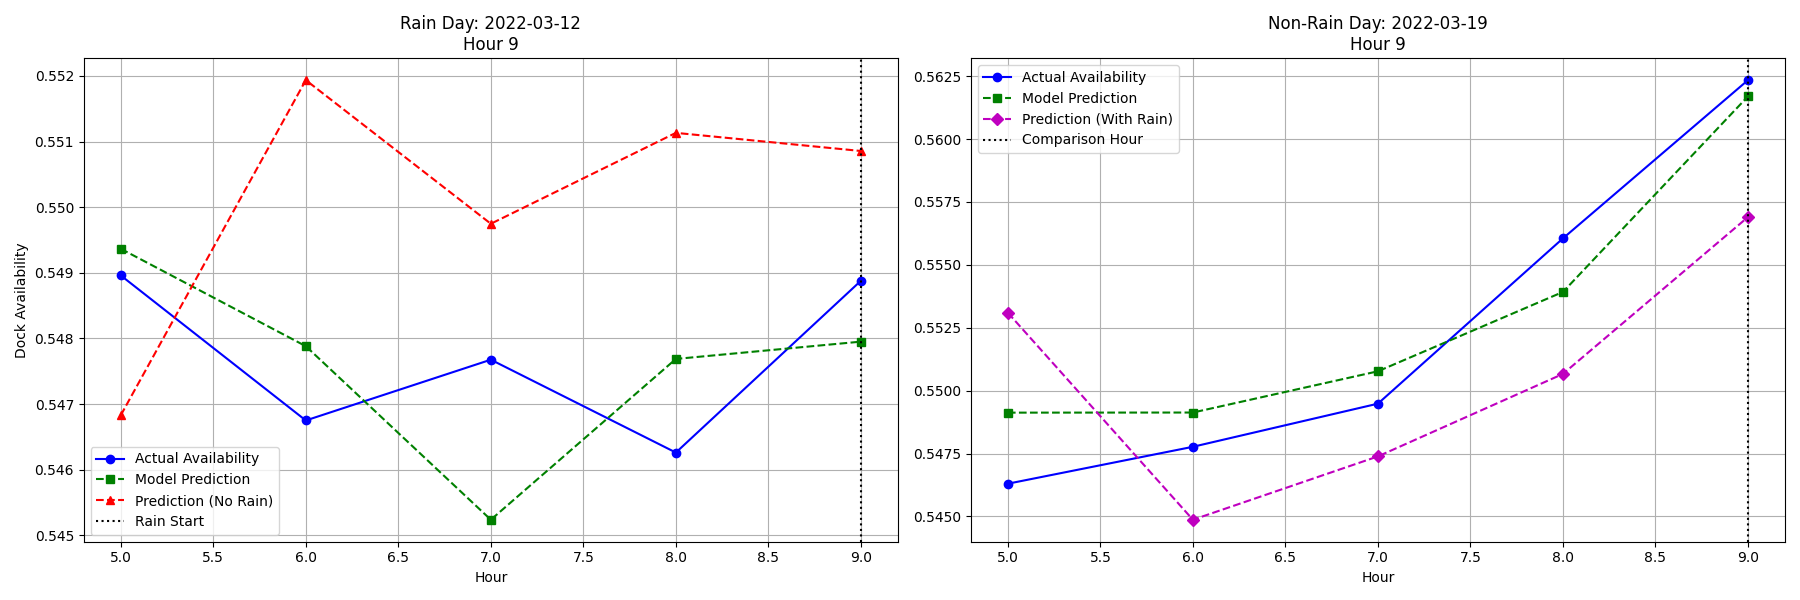 Rain Day: 2022-03-12
Hour 9
Dock Availability
0.552
0.551
0.550
0.549
0.548
0.547
0.546
0.545
Actual Availability
Model Prediction
Prediction (No Rain)
Rain Start
5.0 5.5 6.0 6.5 7.0 7.5 8.0 8.5 9.0
Hour
Non-Rain Day: 2022-03-19
Hour 9
0.5625
0.5600
0.5575
0.5550
0.5525
0.5500
0.5475
0.5450
Actual Availability
Model Prediction
Prediction (With Rain)
Comparison Hour
5.0 5.5 6.0 6.5 7.0 7.5 8.0 8.5 9.0
Hour